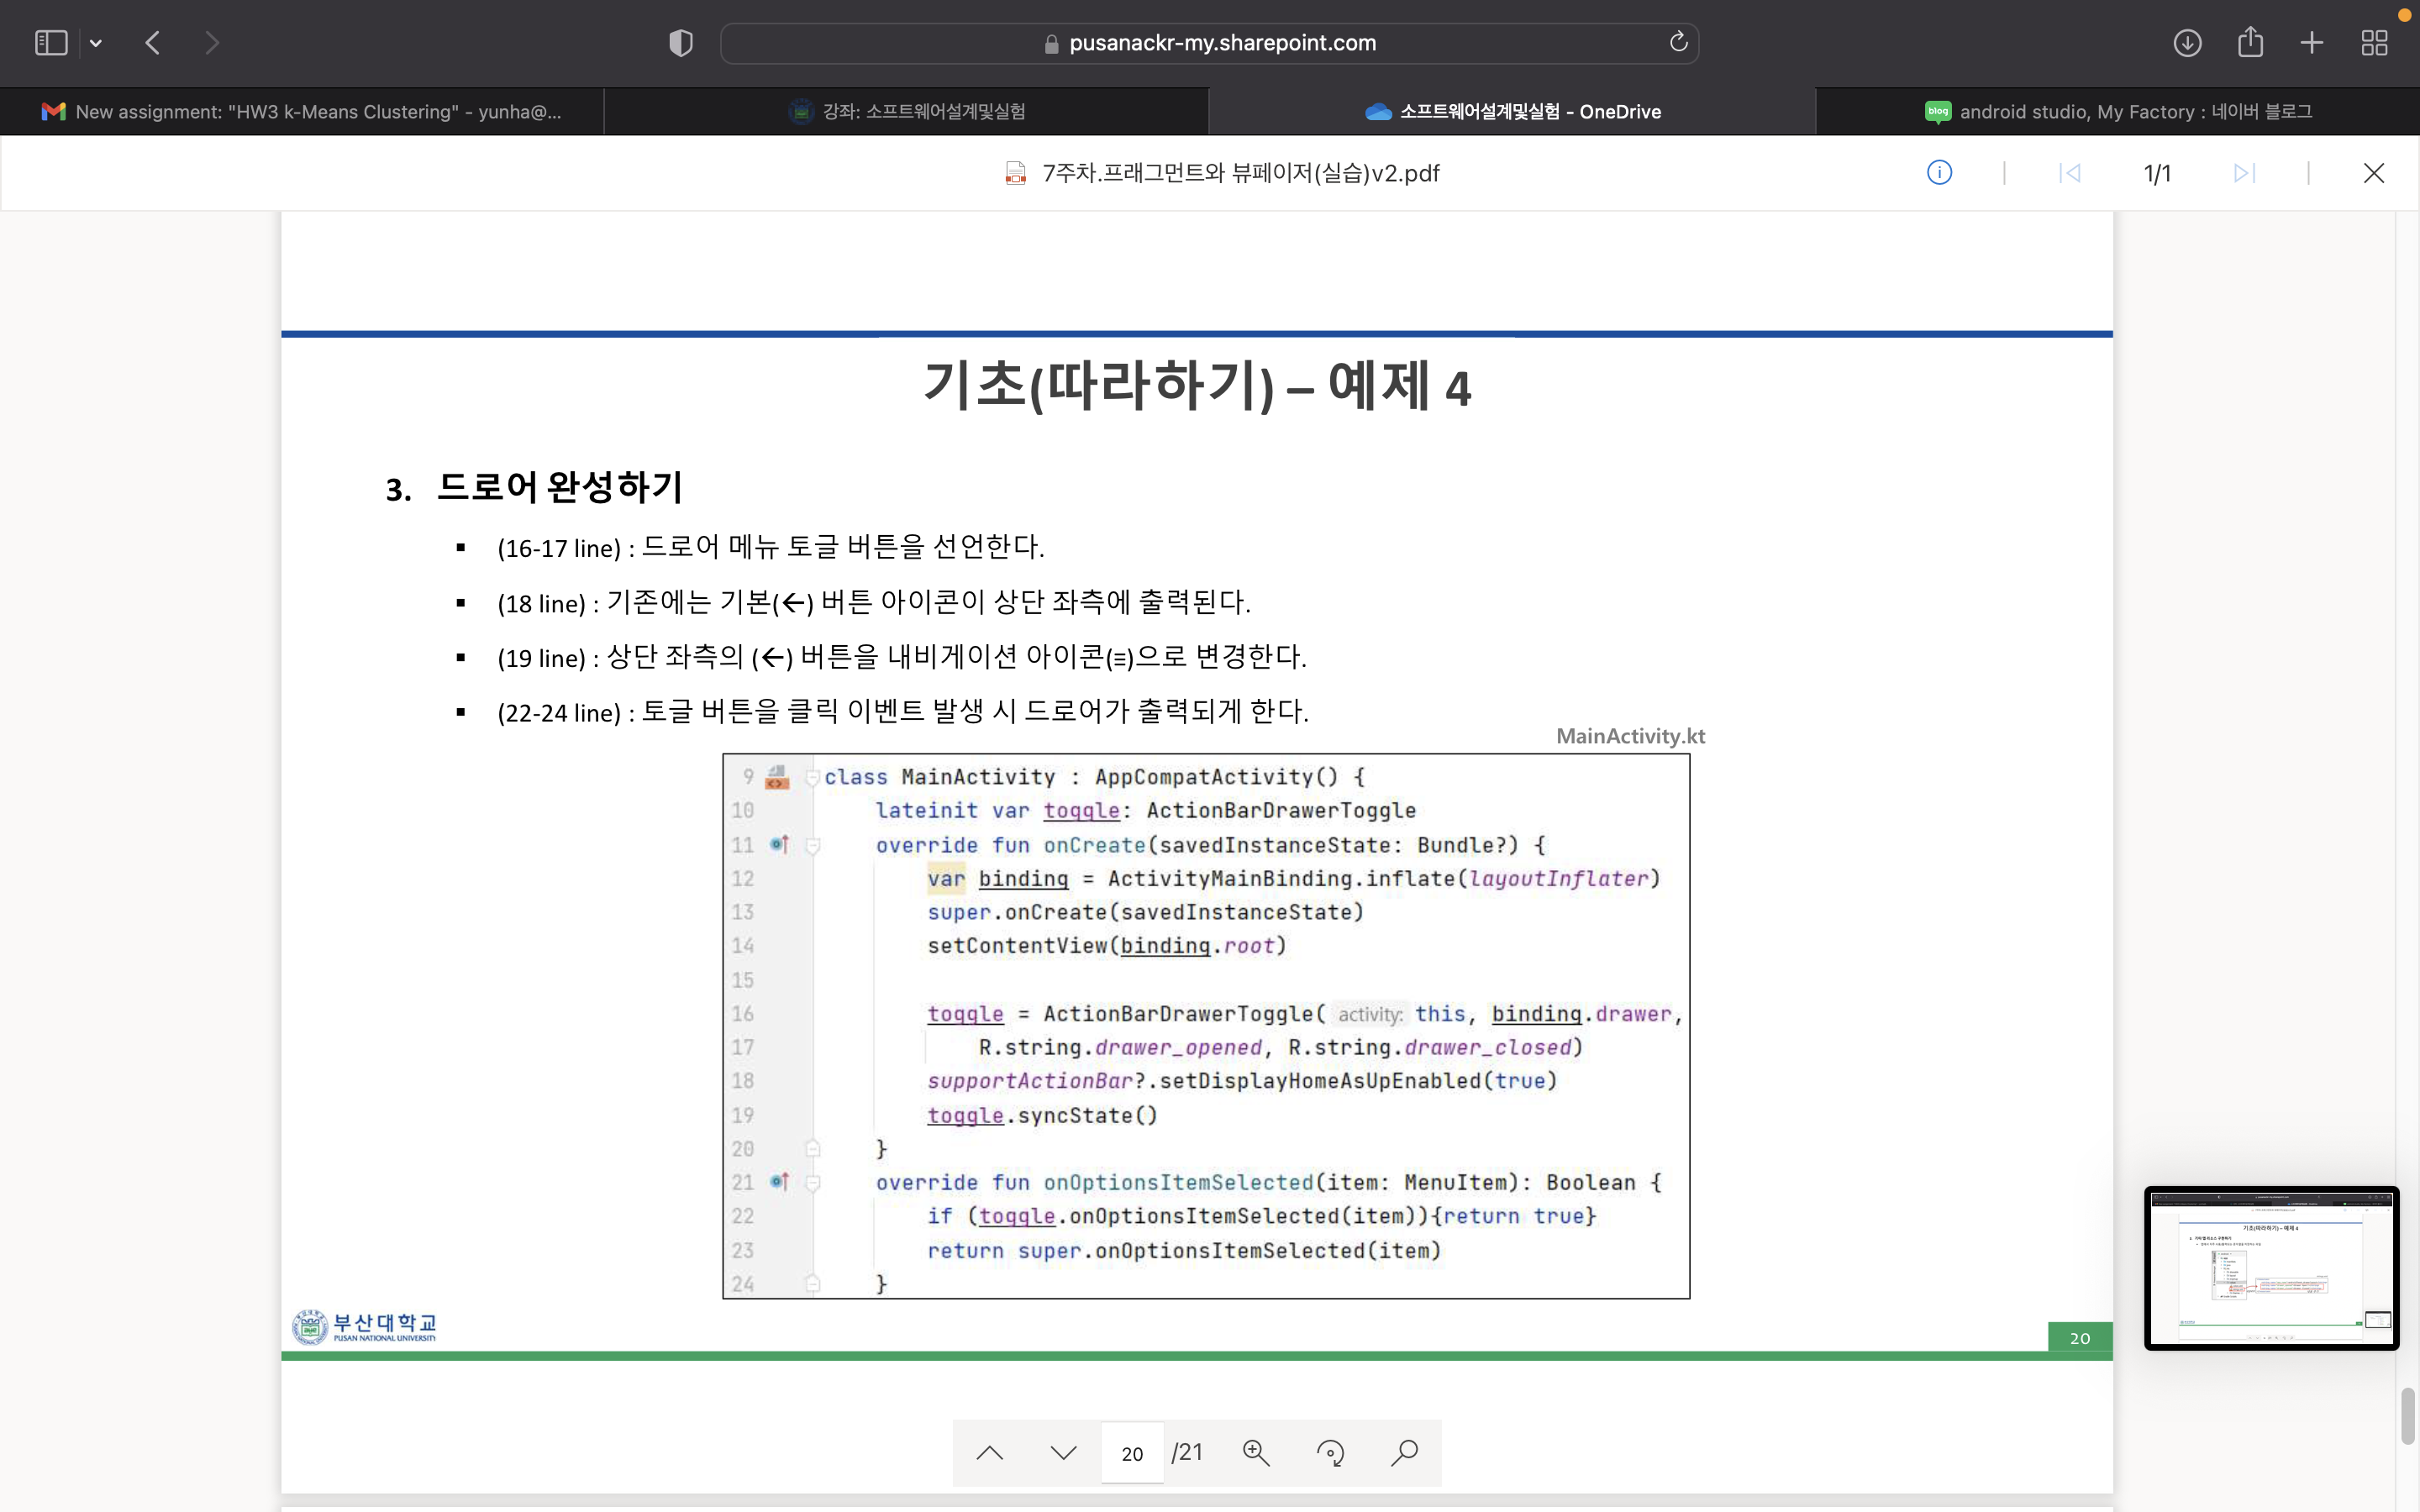 pusanackr-my.sharepoint.com
New assignment: "HW3 k-Means Clustering" - yunha@...
강좌: 소프트웨어설계및실험
소프트웨어설계및실험 - OneDrive
blog
android studio, My Factory : 네이버 블로그
7주차.프래그먼트와 뷰페이저(실습)v2.pdf
1/1
기초(따라하기) – 예제 4
3. 드로어 완성하기
▪ (16-17 line) : 드로어 메뉴 토글 버튼을 선언한다.
▪ (18 line) : 기존에는 기본(←) 버튼 아이콘이 상단 좌측에 출력된다.
▪ (19 line) : 상단 좌측의 (←) 버튼을 내비게이션 아이콘(≡)으로 변경한다.
▪ (22-24 line) : 토글 버튼을 클릭 이벤트 발생 시 드로어가 출력되게 한다.
MainActivity.kt
9 class MainActivity : AppCompatActivity() {
10 lateinit var toggle: ActionBarDrawerToggle
11 override fun onCreate(savedInstanceState: Bundle?) {
12 var binding = ActivityMainBinding.inflate(layoutInflater)
13 super.onCreate(savedInstanceState)
14 setContentView(binding.root)
15
16 toggle = ActionBarDrawerToggle( activity: this, binding.drawer,
17 R.string.drawer_opened, R.string.drawer_closed)
18 supportActionBar?.setDisplayHomeAsUpEnabled(true)
19 toggle.syncState()
20 }
21 override fun onOptionsItemSelected(item: MenuItem): Boolean {
22 if (toggle.onOptionsItemSelected(item)){return true}
23 return super.onOptionsItemSelected(item)
24 }
부산대학교
PUSAN NATIONAL UNIVERSITY
20
기초(따라하기) – 예제 4
20 /21